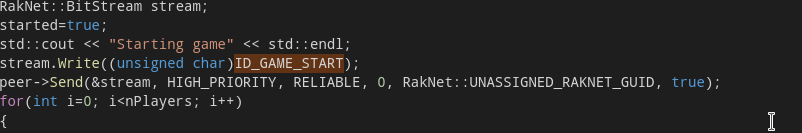 RakNet::BitStream stream;
started=true;
std::cout << "Starting game" << std::endl;
stream.Write((unsigned char)ID_GAME_START);
peer->Send(&stream, HIGH_PRIORITY, RELIABLE, 0, RakNet::UNASSIGNED_RAKNET_GUID, true);
for(int i=0; i<nPlayers; i++)
{